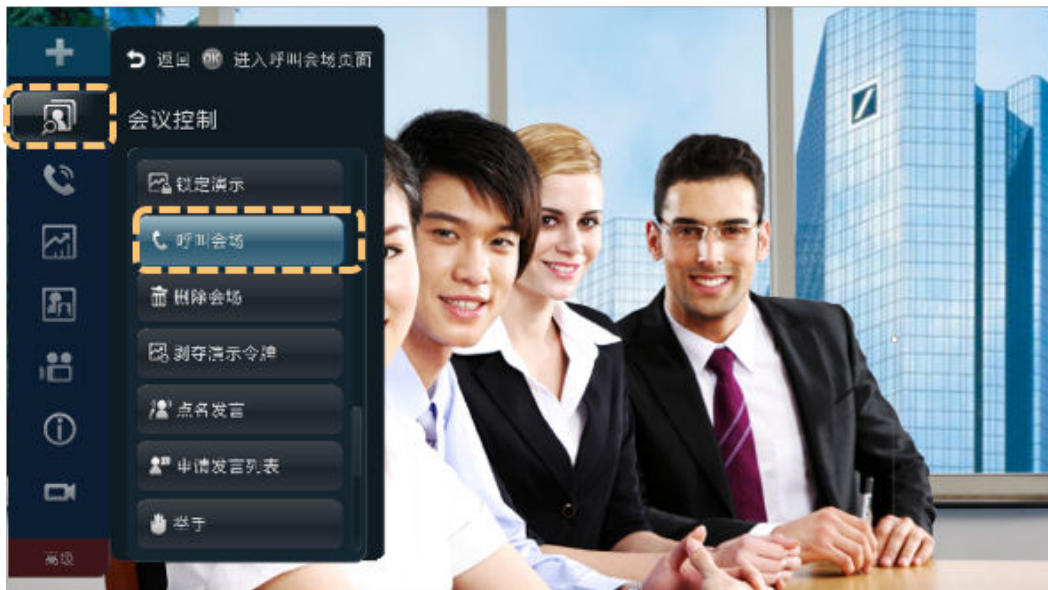 返回 OK 进入呼叫会场页面
会议控制
锁定演示
呼叫会场
删除会场
剥夺演示令牌
点名发言
申请发言列表
举手
高级